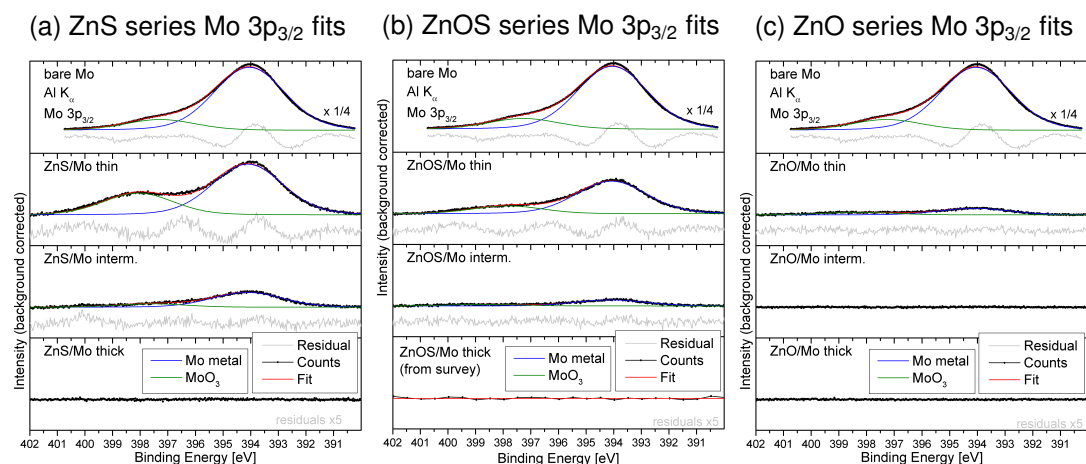 (a) ZnS series Mo 3p3/2 fits
Intensity (background corrected)
bare Mo
Al Kα
Mo 3p3/2
x 1/4
ZnS/Mo thin
ZnS/Mo interm.
ZnS/Mo thick
Mo metal
MoO3
Residual
Counts
Fit
residuals x5
402 401 400 399 398 397 396 395 394 393 392 391
Binding Energy [eV]
(b) ZnOS series Mo 3p3/2 fits
Intensity (background corrected)
bare Mo
Al Kα
Mo 3p3/2
x 1/4
ZnOS/Mo thin
ZnOS/Mo interm.
ZnOS/Mo thick
(from survey)
Mo metal
MoO3
Residual
Counts
Fit
residuals x5
402 401 400 399 398 397 396 395 394 393 392 391
Binding Energy [eV]
(c) ZnO series Mo 3p3/2 fits
Intensity (background corrected)
bare Mo
Al Kα
Mo 3p3/2
x 1/4
ZnO/Mo thin
ZnO/Mo interm.
ZnO/Mo thick
Mo metal
MoO3
Residual
Counts
Fit
residuals x5
402 401 400 399 398 397 396 395 394 393 392 391
Binding Energy [eV]